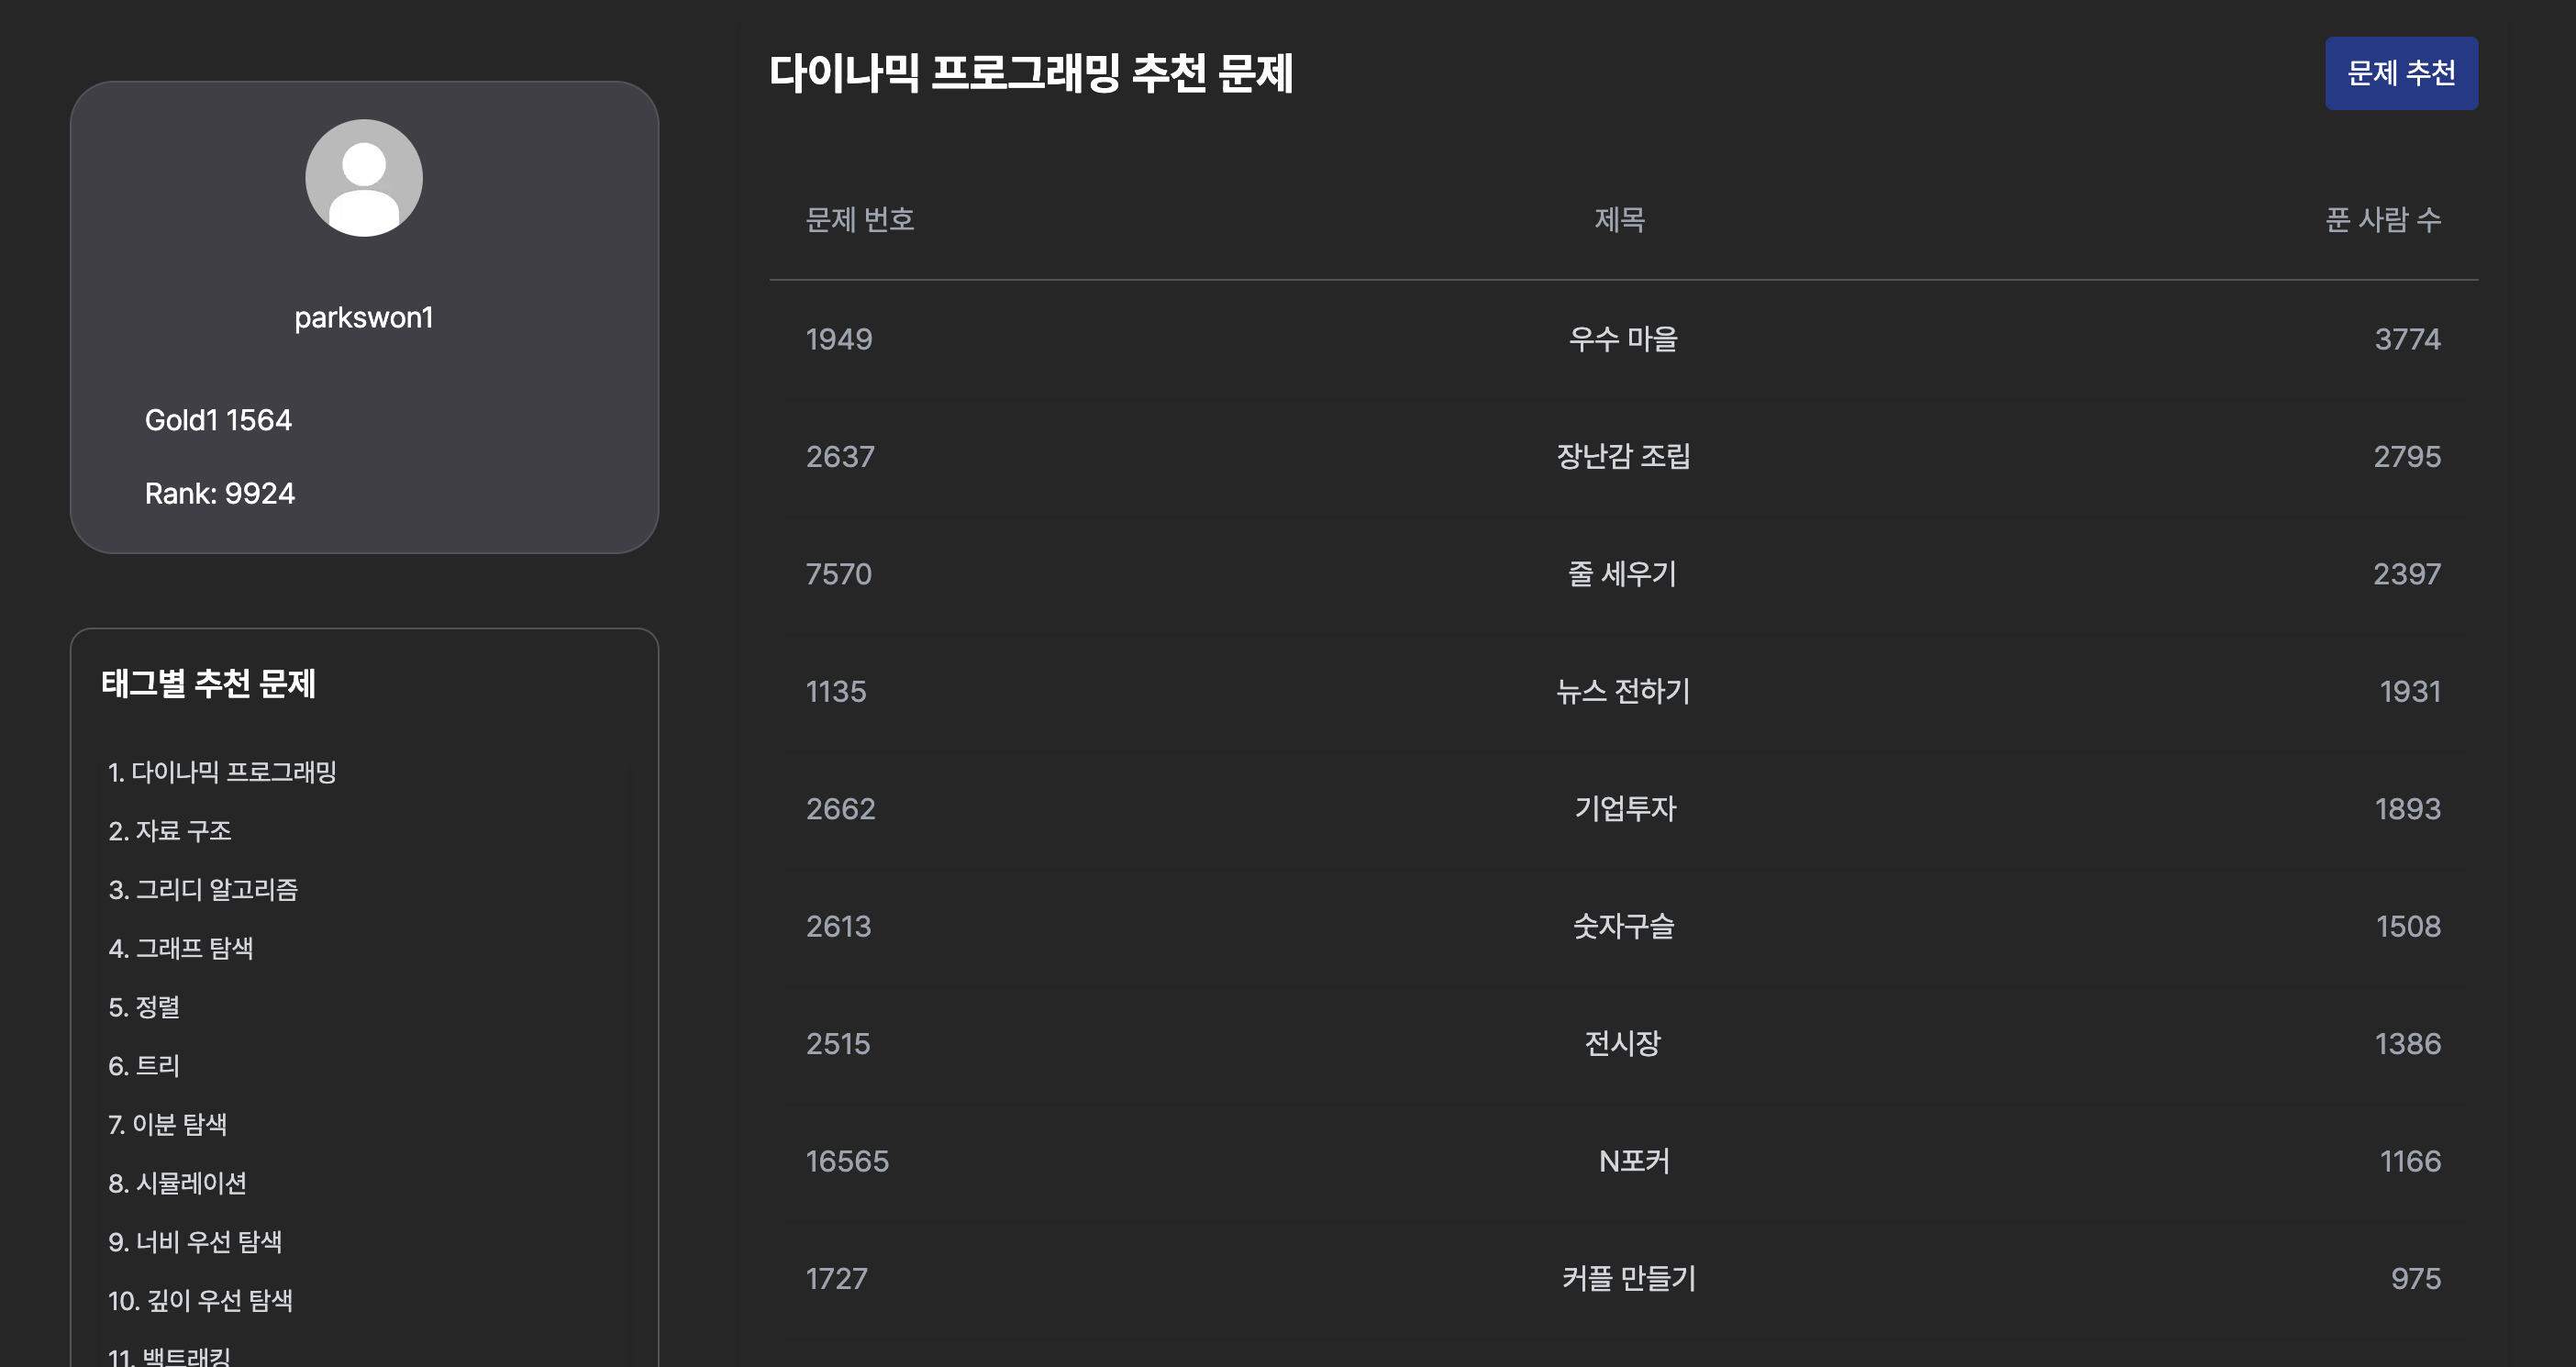 parkswon1
Gold1 1564
Rank: 9924
태그별 추천 문제
1. 다이나믹 프로그래밍
2. 자료 구조
3. 그리디 알고리즘
4. 그래프 탐색
5. 정렬
6. 트리
7. 이분 탐색
8. 시뮬레이션
9. 너비 우선 탐색
10. 깊이 우선 탐색
11. 백트래킹
다이나믹 프로그래밍 추천 문제
문제 추천
문제 번호 제목 푼 사람 수
1949 우수 마을 3774
2637 장난감 조립 2795
7570 줄 세우기 2397
1135 뉴스 전하기 1931
2662 기업투자 1893
2613 숫자구슬 1508
2515 전시장 1386
16565 N포커 1166
1727 커플 만들기 975